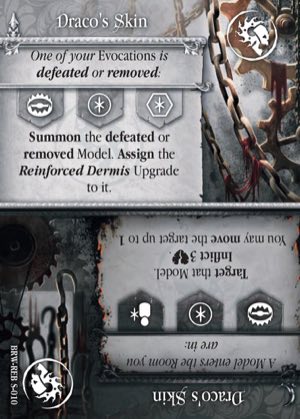 Draco's Skin
One of your Evocations is
defeated or removed:
Summon the defeated or
removed Model. Assign the
Reinforced Dermis Upgrade
to it.
BRW-REB S-010
Draco's Skin
A Model enters the Room you
are in:
Target that Model.
Inflict 3
You may move the target up to 1